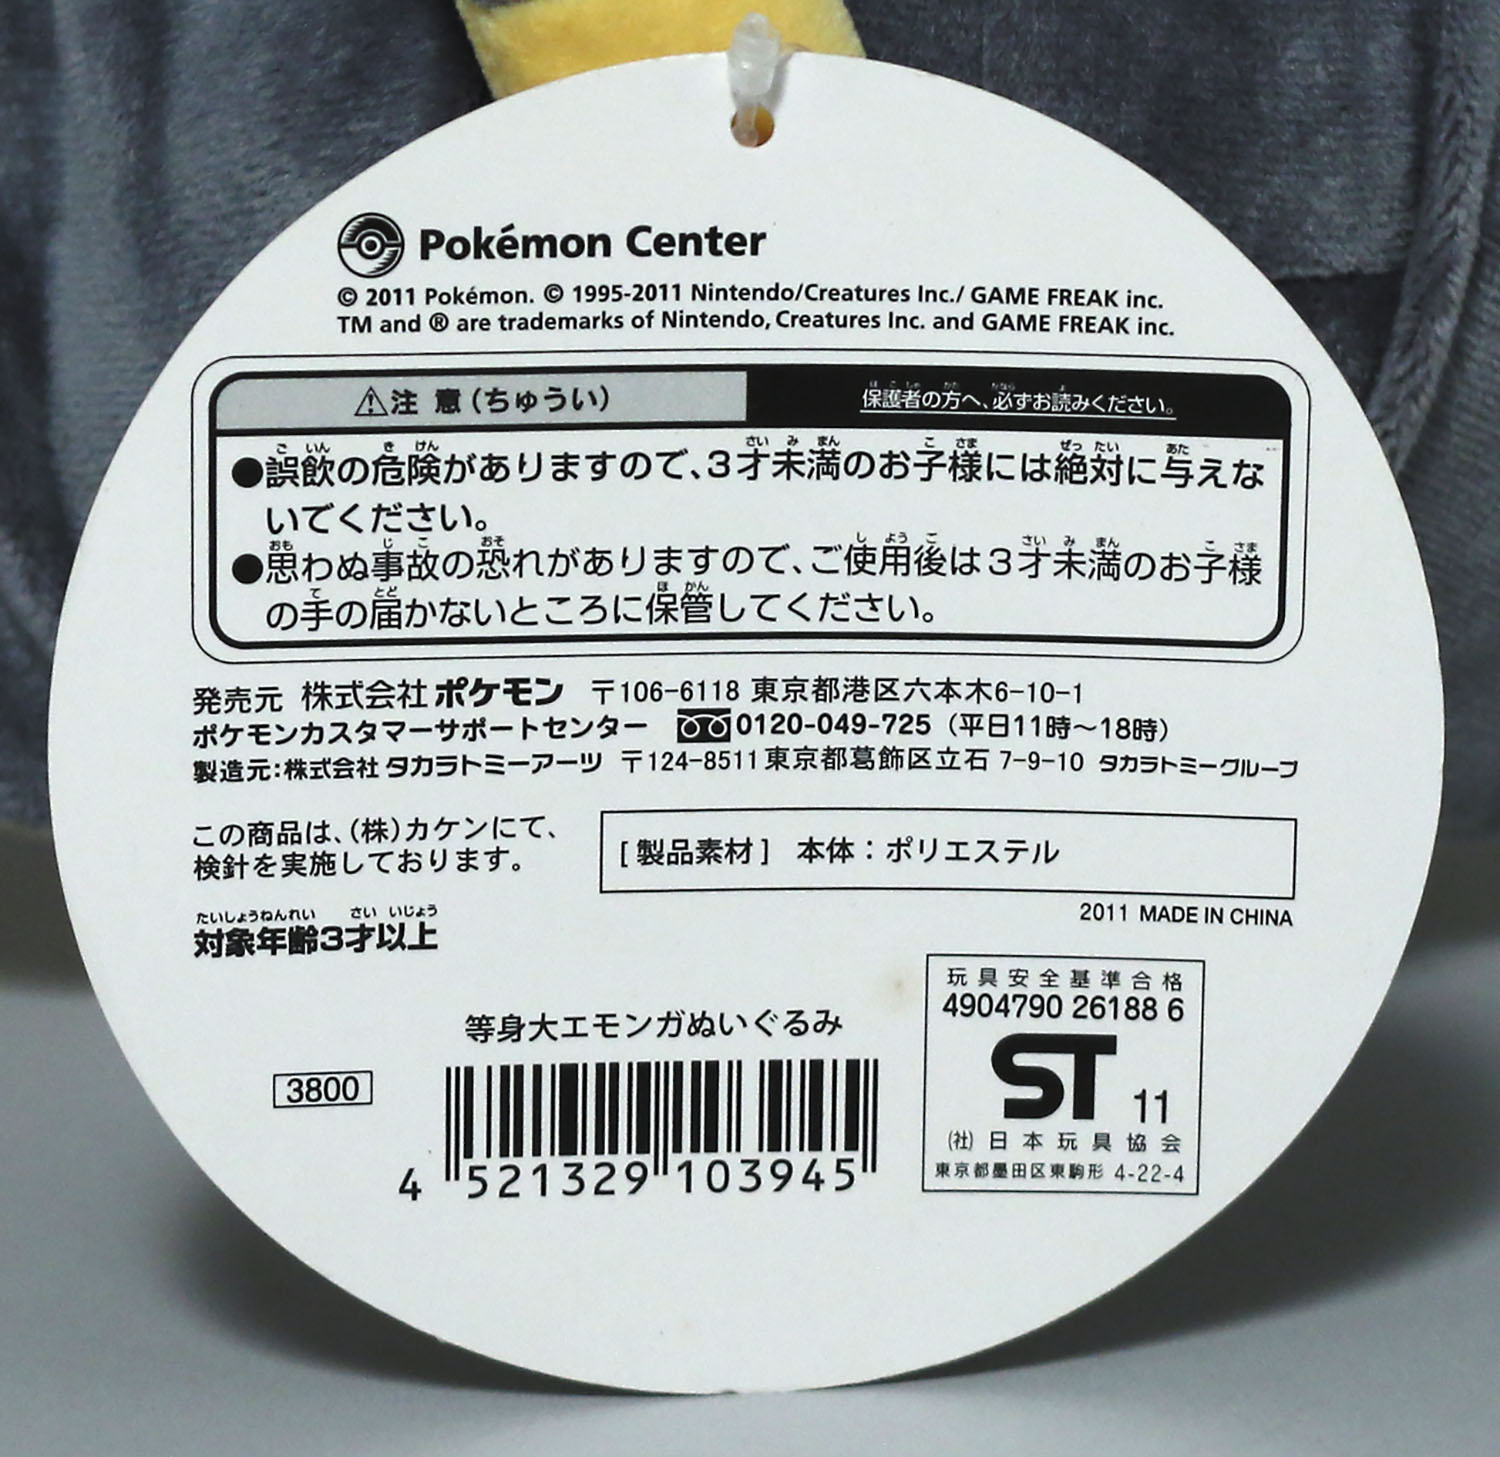 Pokémon Center
© 2011 Pokémon. © 1995-2011 Nintendo/Creatures Inc./ GAME FREAK inc.
TM and ® are trademarks of Nintendo, Creatures Inc. and GAME FREAK inc.
⚠注 意(ちゅうい)
保護者の方へ、必ずお読みください。
●誤飲の危険がありますので、3才未満のお子様には絶対に与えな
いでください。
●思わぬ事故の恐れがありますので、ご使用後は3才未満のお子様
の手の届かないところに保管してください。
発売元 株式会社ポケモン 〒106-6118 東京都港区六本木6-10-1
ポケモンカスタマーサポートセンター 0120-049-725 (平日11時〜18時)
製造元:株式会社 タカラトミーアーツ 〒124-8511 東京都葛飾区立石 7-9-10 タカラトミーグループ
この商品は、(株)カケンにて、
検針を実施しております。
[製品素材] 本体:ポリエステル
2011 MADE IN CHINA
対象年齢3才以上
等身大エモンガぬいぐるみ
3800
4 521329 103945
玩具安全基準合格
4904790 26188 6
ST 11
(社)日本玩具協会
東京都墨田区東駒形 4-22-4